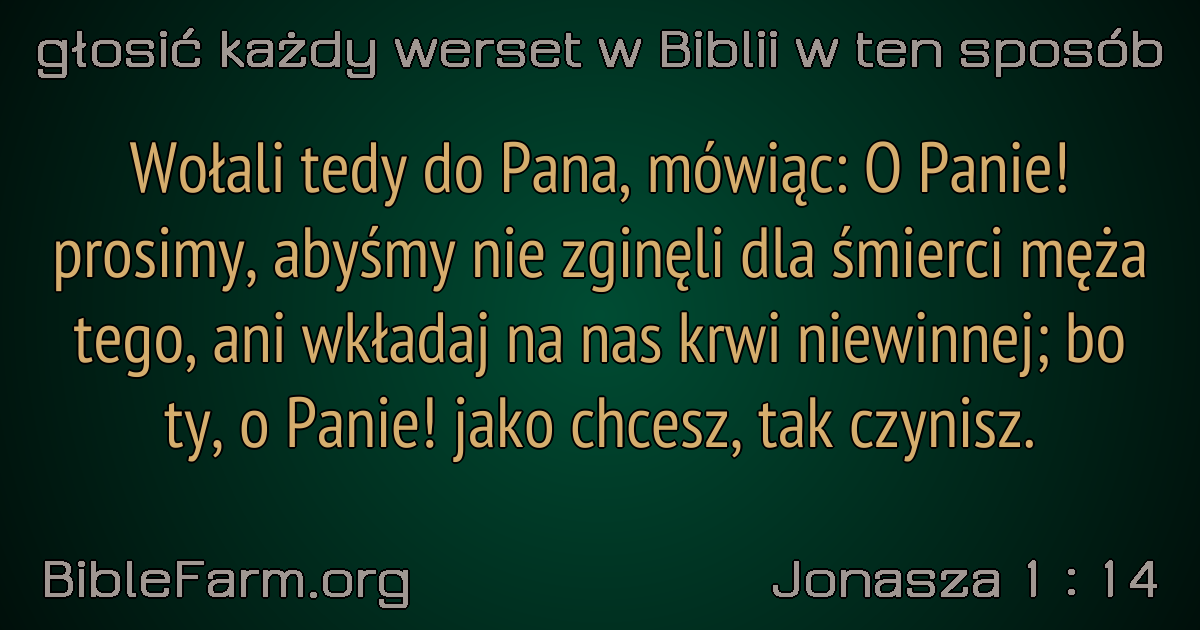 głosić każdy werset w Biblii w ten sposób
Wołali tedy do Pana, mówiąc: O Panie!
prosimy, abyśmy nie zginęli dla śmierci męża
tego, ani wkładaj na nas krwi niewinnej; bo
ty, o Panie! jako chcesz, tak czynisz.
BibleFarm.org
Jonasza 1 : 14